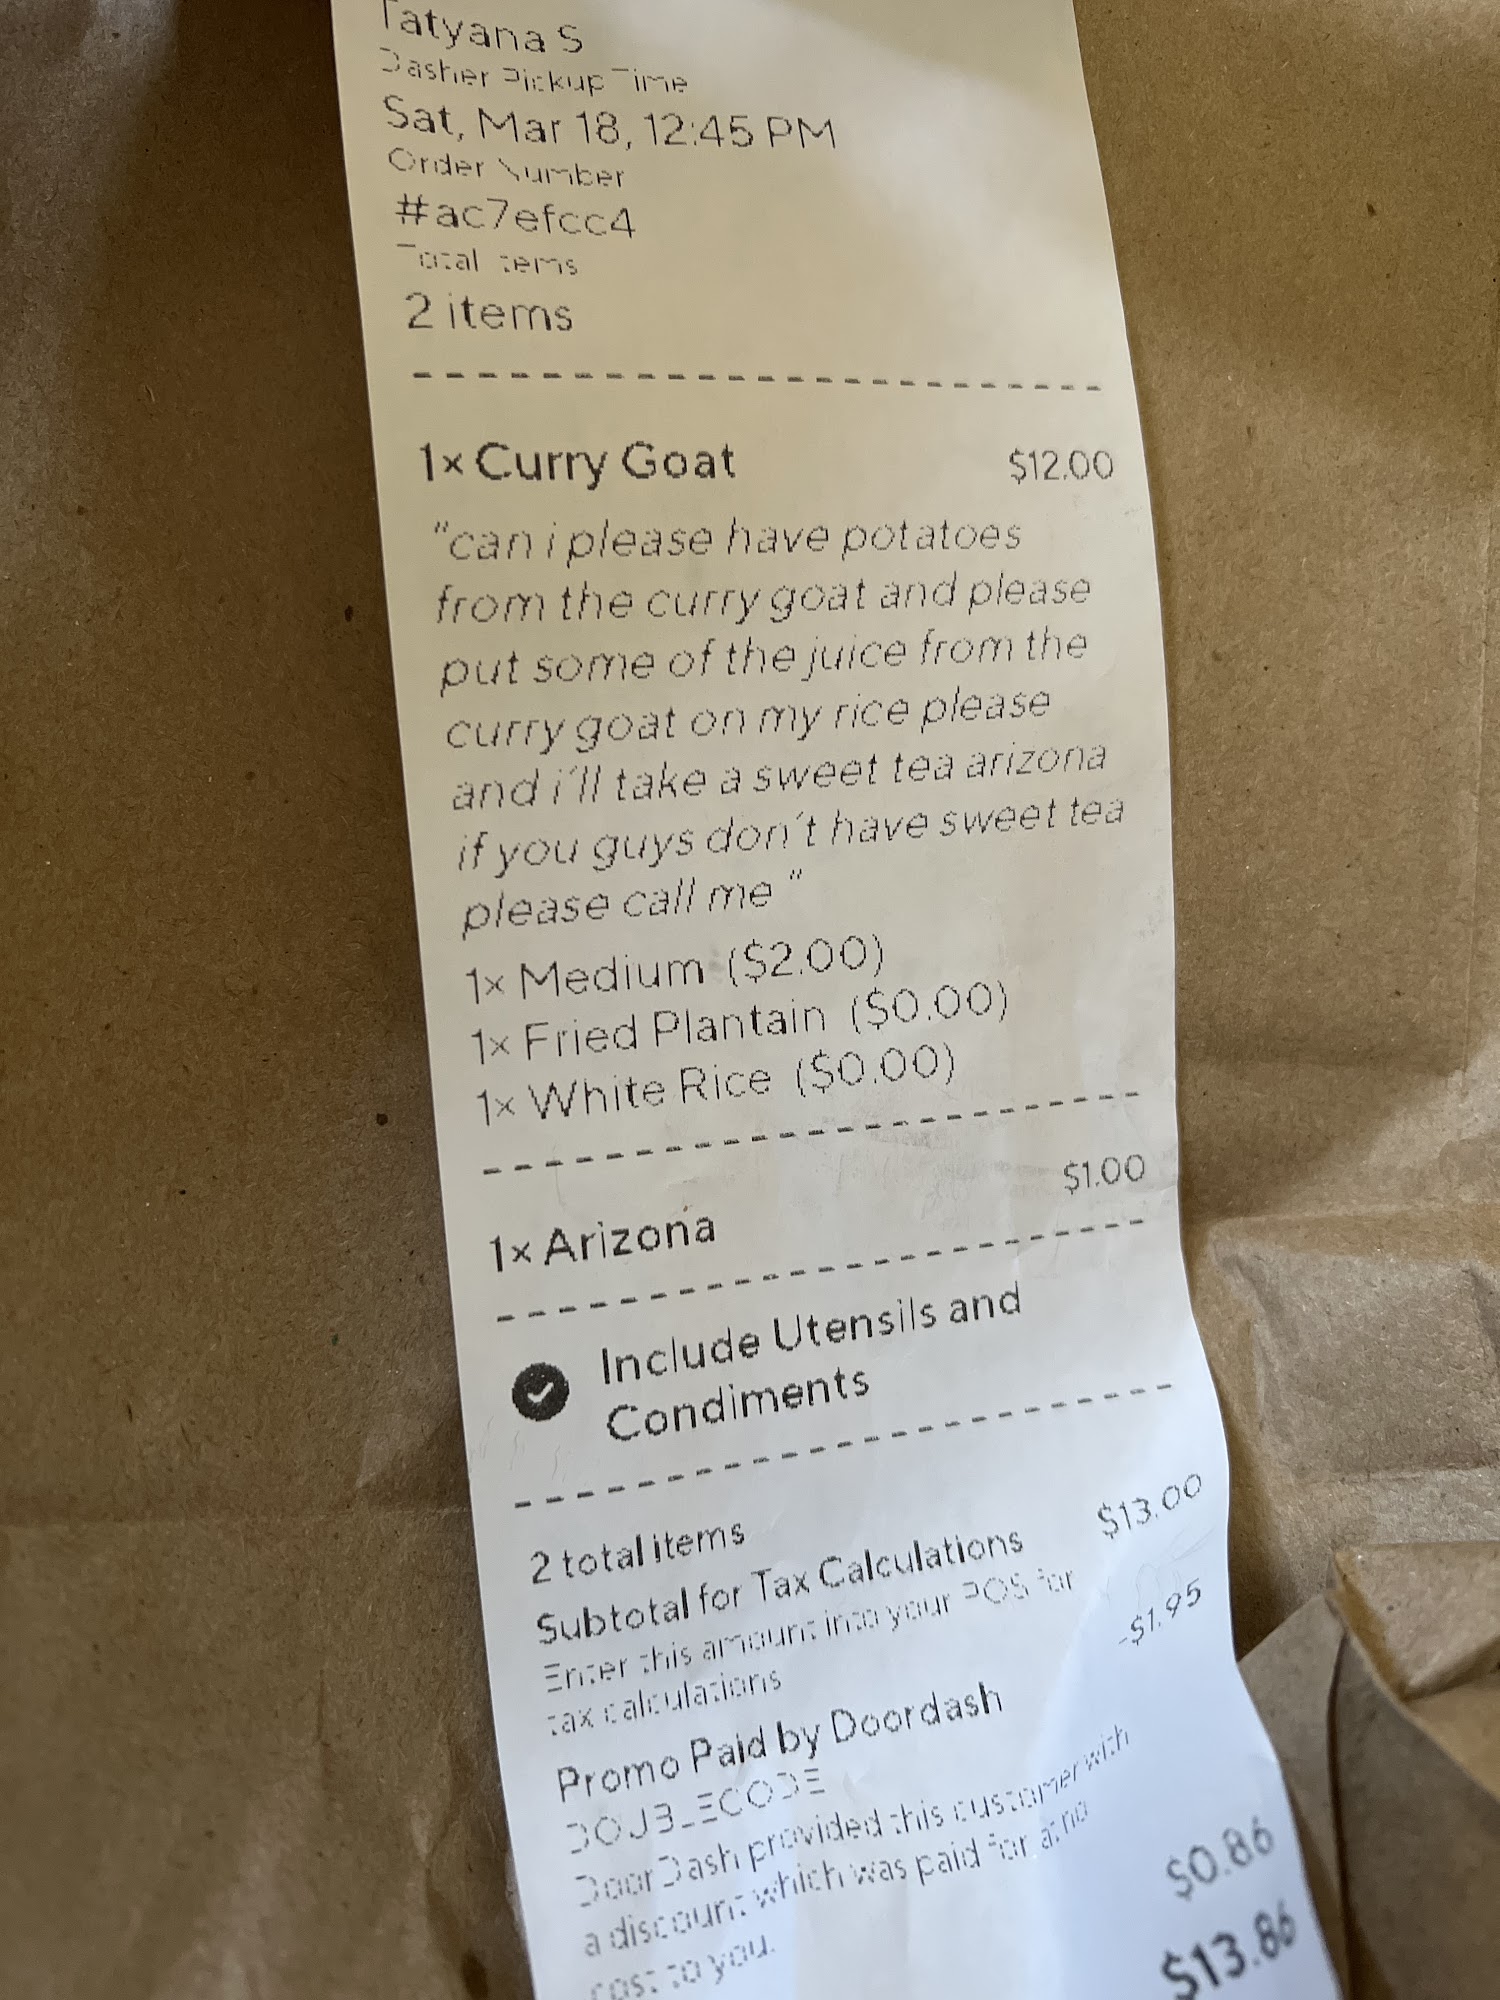 Tatyana S
Dasher Pickup Time
Sat, Mar 18, 12:45 PM
Order Number
#ac7efcc4
Total Items
2 items
1x Curry Goat $12.00
"can i please have potatoes
from the curry goat and please
put some of the juice from the
curry goat on my rice please
and i'll take a sweet tea arizona
if you guys don't have sweet tea
please call me "
1x Medium ($2.00)
1x Fried Plantain ($0.00)
1x White Rice ($0.00)
1x Arizona $1.00
Include Utensils and
Condiments
2 total items
Subtotal for Tax Calculations $13.00
Enter this amount into your POS for
tax calculations
Promo Paid by Doordash -$1.95
DOUBLECODE
DoorDash provided this customer with
a discount which was paid for at no
cost to you.
$0.86
$13.86